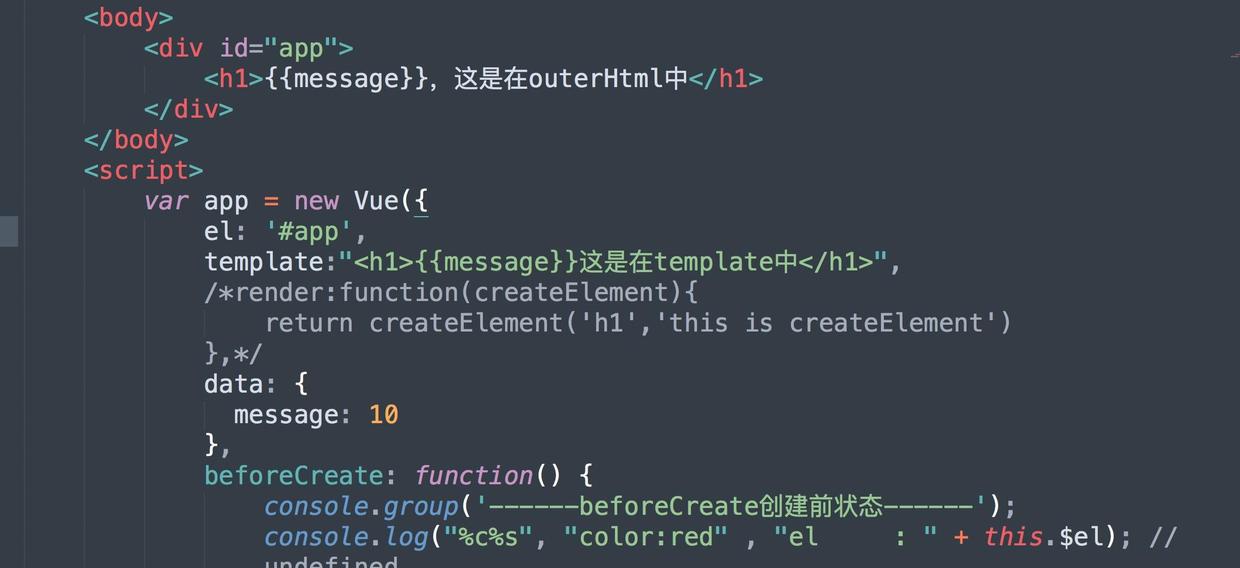 <body>
<div id="app">
<h1>{{message}}，这是在outerHtml中</h1>
</div>
</body>
<script>
var app = new Vue({
el: '#app',
template:"<h1>{{message}}这是在template中</h1>",
/*render:function(createElement){
return createElement('h1','this is createElement')
},*/
data: {
message: 10
},
beforeCreate: function() {
console.group('------beforeCreate创建前状态------');
console.log("%c%s", "color:red" , "el     : " + this.$el); //
undefined